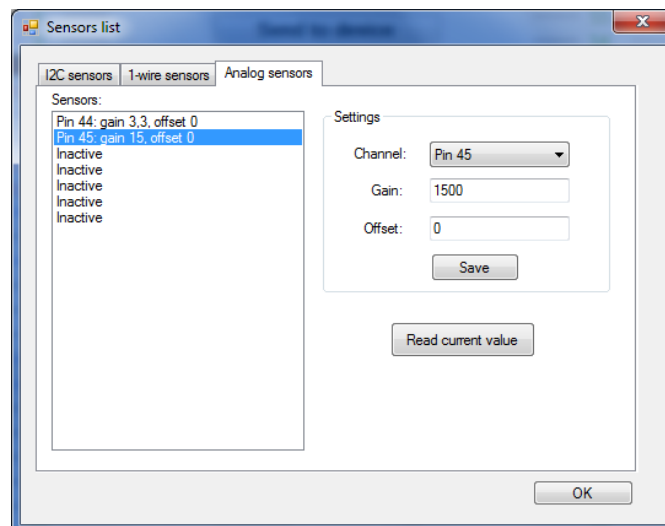 Sensors list
I2C sensors 1-wire sensors Analog sensors
Sensors:
Pin 44: gain 3,3, offset 0
Pin 45: gain 15, offset 0
Inactive
Inactive
Inactive
Inactive
Inactive
Settings
Channel: Pin 45
Gain: 1500
Offset: 0
Save
Read current value
OK